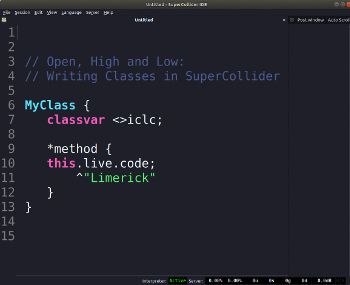 Untitled - SuperCollider IDE
File Session Edit View Language Server Help
Untitled
Post window Auto Scroll
1
2
3 // Open, High and Low:
4 // Writing Classes in SuperCollider
5
6 MyClass {
7 classvar <>iclc;
8
9 *method {
10 this.live.code;
11 ^"Limerick"
12 }
13 }
14
15
Interpreter: Active Server: 0.00% 0.00% 0u 0s 0g 0d 0.0dB